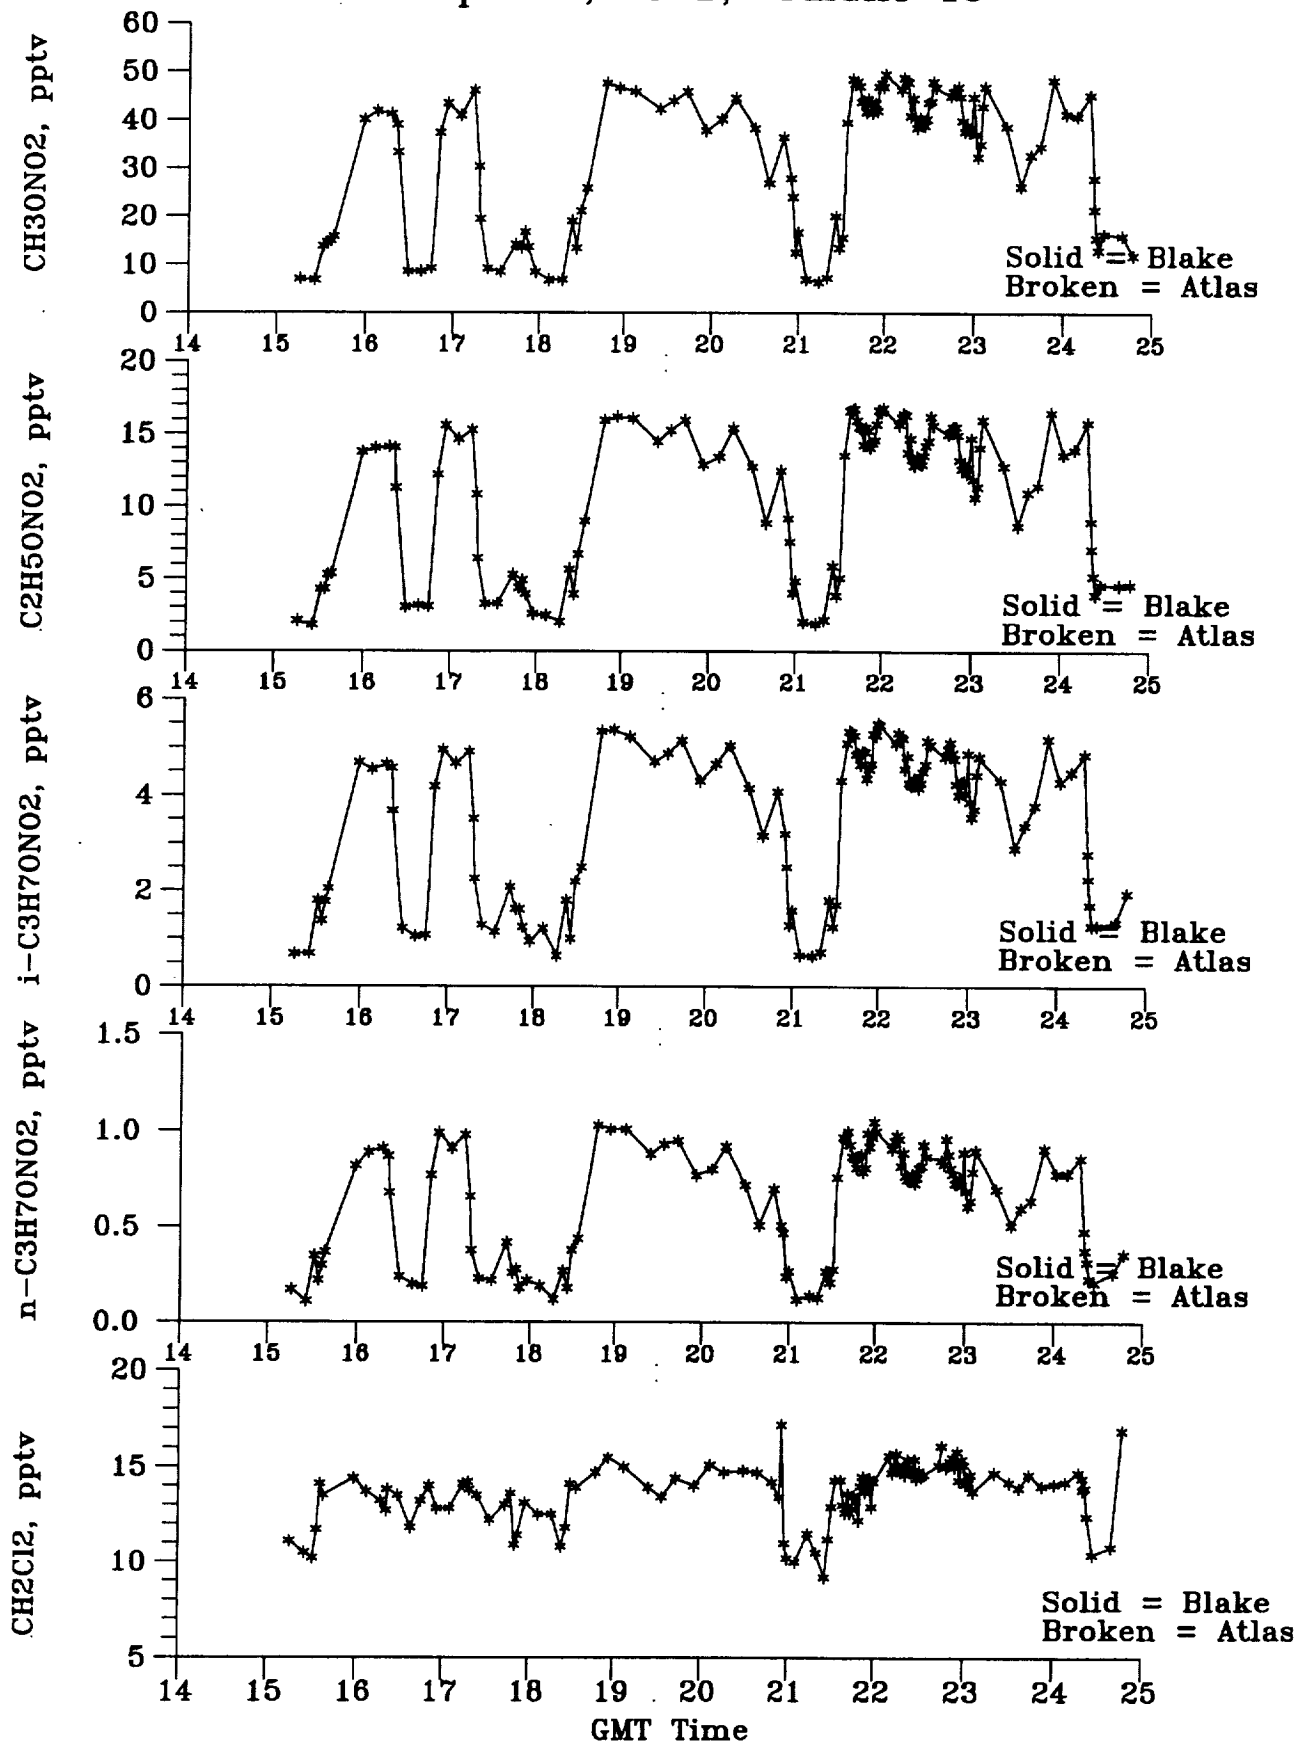 CH3ONO2, pptv
60
50
40
30
20
10
0
Solid = Blake
Broken = Atlas
14 15 16 17 18 19 20 21 22 23 24 25
C2H5ONO2, pptv
20
15
10
5
0
Solid = Blake
Broken = Atlas
14 15 16 17 18 19 20 21 22 23 24 25
i-C3H7ONO2, pptv
6
4
2
0
Solid = Blake
Broken = Atlas
14 15 16 17 18 19 20 21 22 23 24 25
n-C3H7ONO2, pptv
1.5
1.0
0.5
0.0
Solid = Blake
Broken = Atlas
14 15 16 17 18 19 20 21 22 23 24 25
CH2Cl2, pptv
20
15
10
5
Solid = Blake
Broken = Atlas
14 15 16 17 18 19 20 21 22 23 24 25
GMT Time